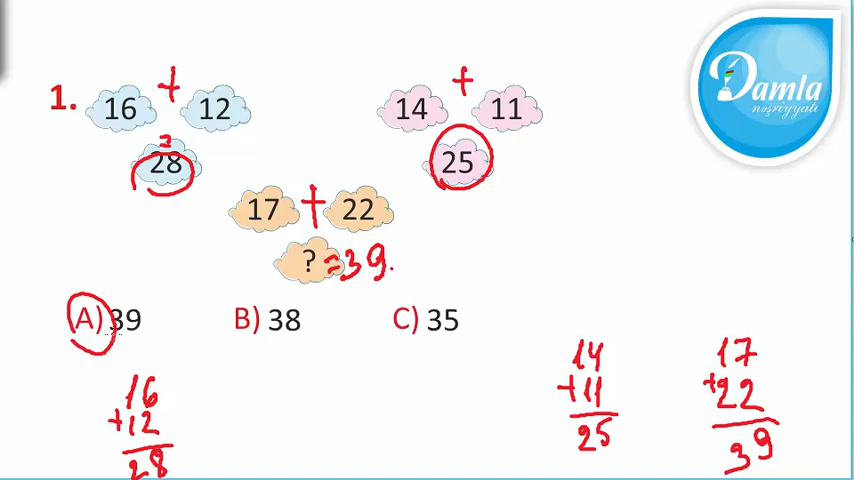 1. 16 + 12
= 28
14 + 11
25
17 + 22
? = 39.
A) 39 B) 38 C) 35
16
+12
28
14
+11
25
17
+22
39
Damla
nəşriyyatı